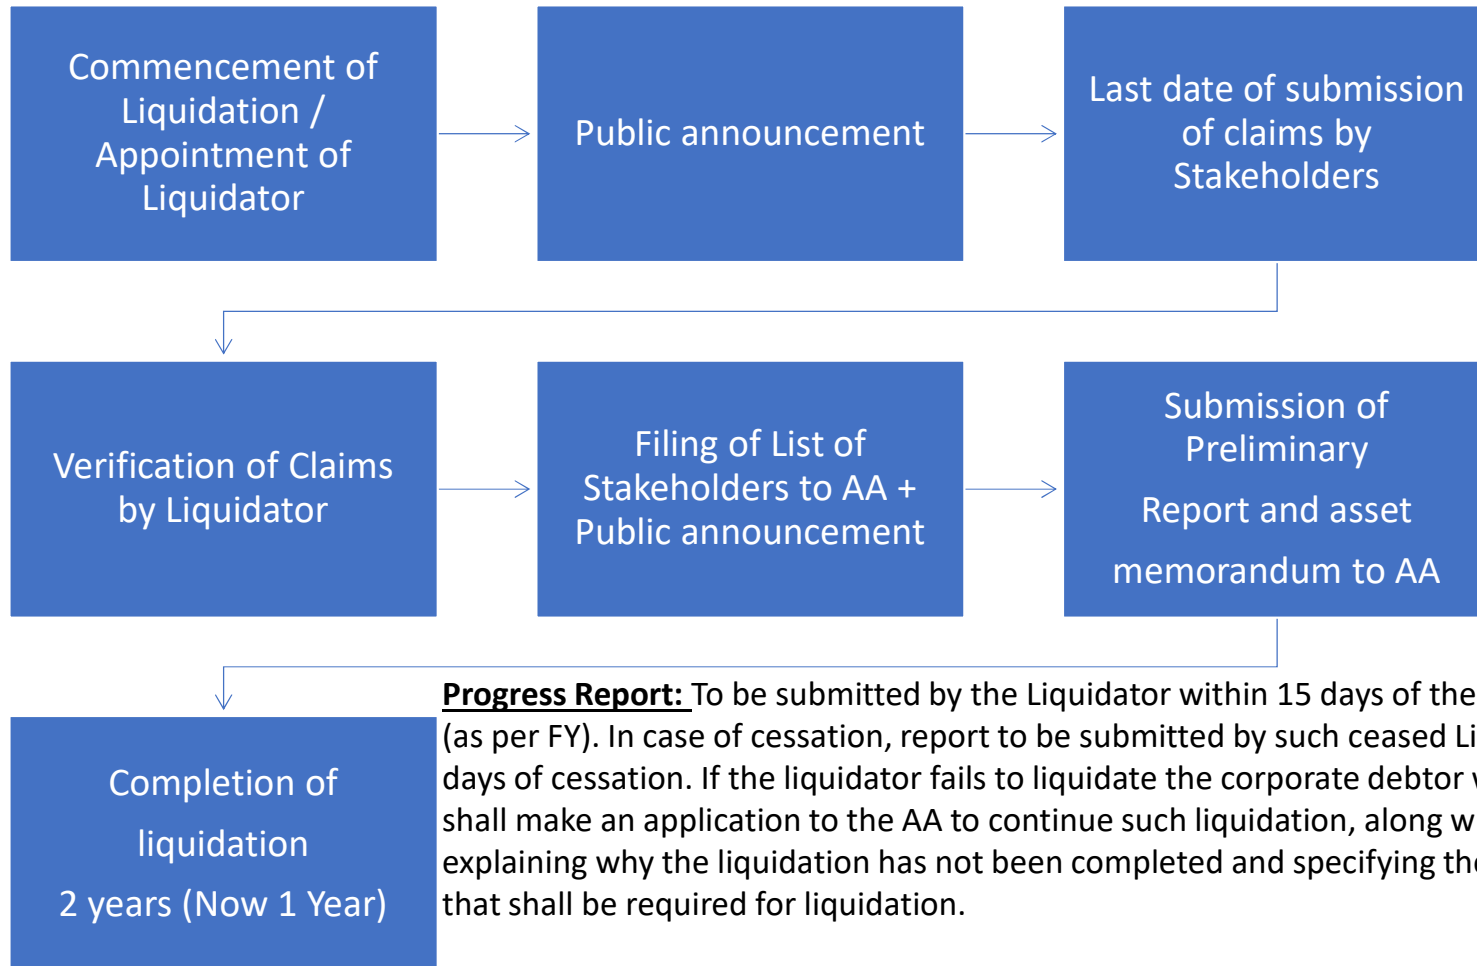 Commencement of
Liquidation /
Appointment of
Liquidator
Public announcement
Last date of submission
of claims by
Stakeholders
Verification of Claims
by Liquidator
Filing of List of
Stakeholders to AA +
Public announcement
Submission of
Preliminary
Report and asset
memorandum to AA
Progress Report: To be submitted by the Liquidator within 15 days of the
(as per FY). In case of cessation, report to be submitted by such ceased Li
days of cessation. If the liquidator fails to liquidate the corporate debtor
shall make an application to the AA to continue such liquidation, along w
explaining why the liquidation has not been completed and specifying the
that shall be required for liquidation.
Completion of
liquidation
2 years (Now 1 Year)